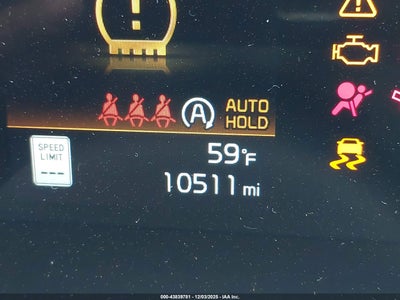 A
AUTO
HOLD
SPEED
LIMIT
---
59°F
10511 mi
000-43839781 - 12/03/2025 - IAA Inc.